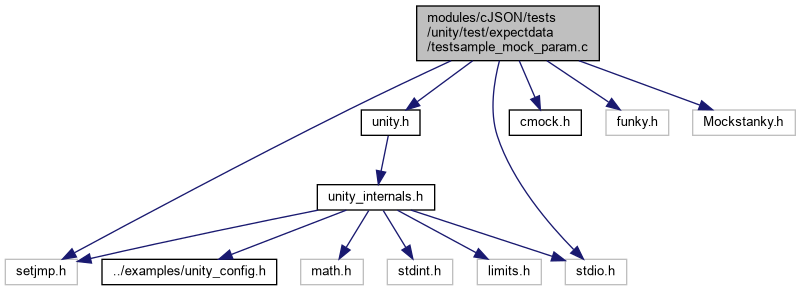 modules/cJSON/tests
/unity/test/expectdata
/testsample_mock_param.c
unity.h
cmock.h
funky.h
Mockstanky.h
unity_internals.h
setjmp.h
../examples/unity_config.h
math.h
stdint.h
limits.h
stdio.h